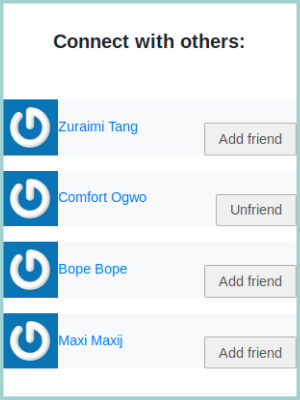 Connect with others:
Zuraimi Tang
Add friend
Comfort Ogwo
Unfriend
Bope Bope
Add friend
Maxi Maxij
Add friend